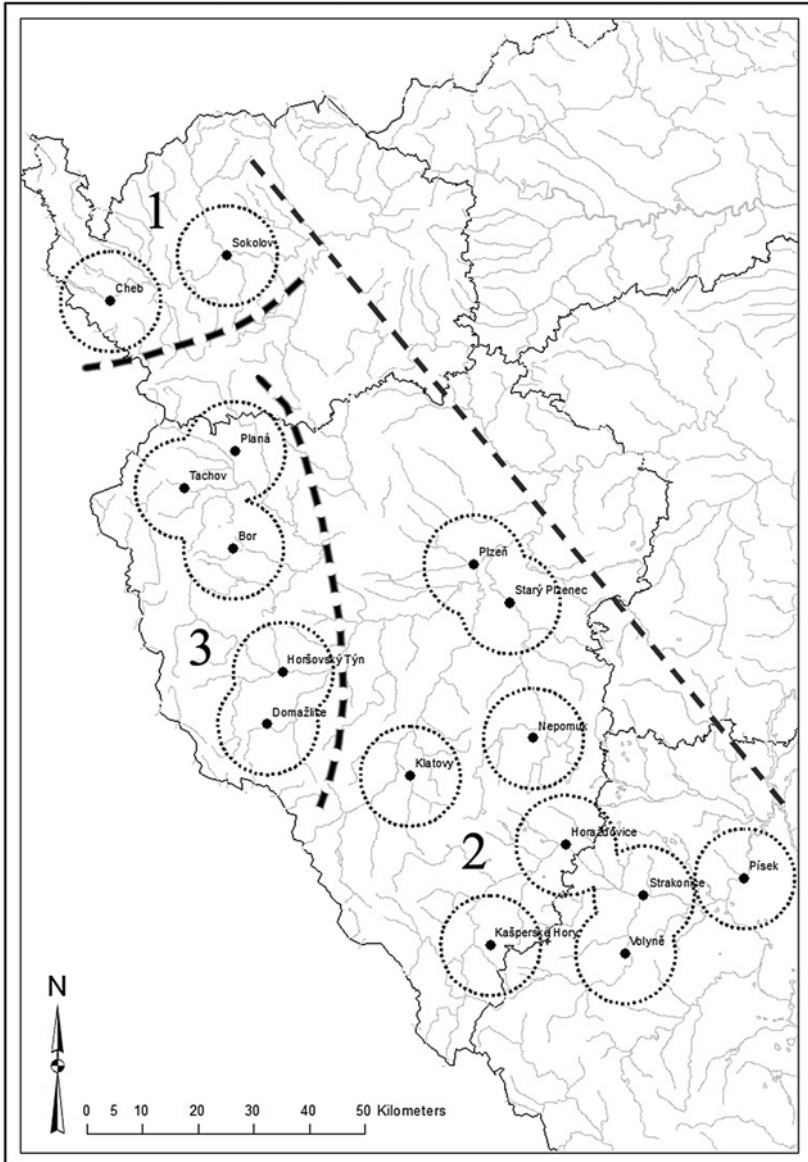 1
Sokolov
Cheb
Planá
Tachov
Bor
Plzeň
Starý Plzenec
3
Horšovský Týn
Domažlice
Nepomuk
Klatovy
2
Horažďovice
Strakonice
Písek
Kašperské Hory
Volyně
N
0 5 10 20 30 40 50 Kilometers